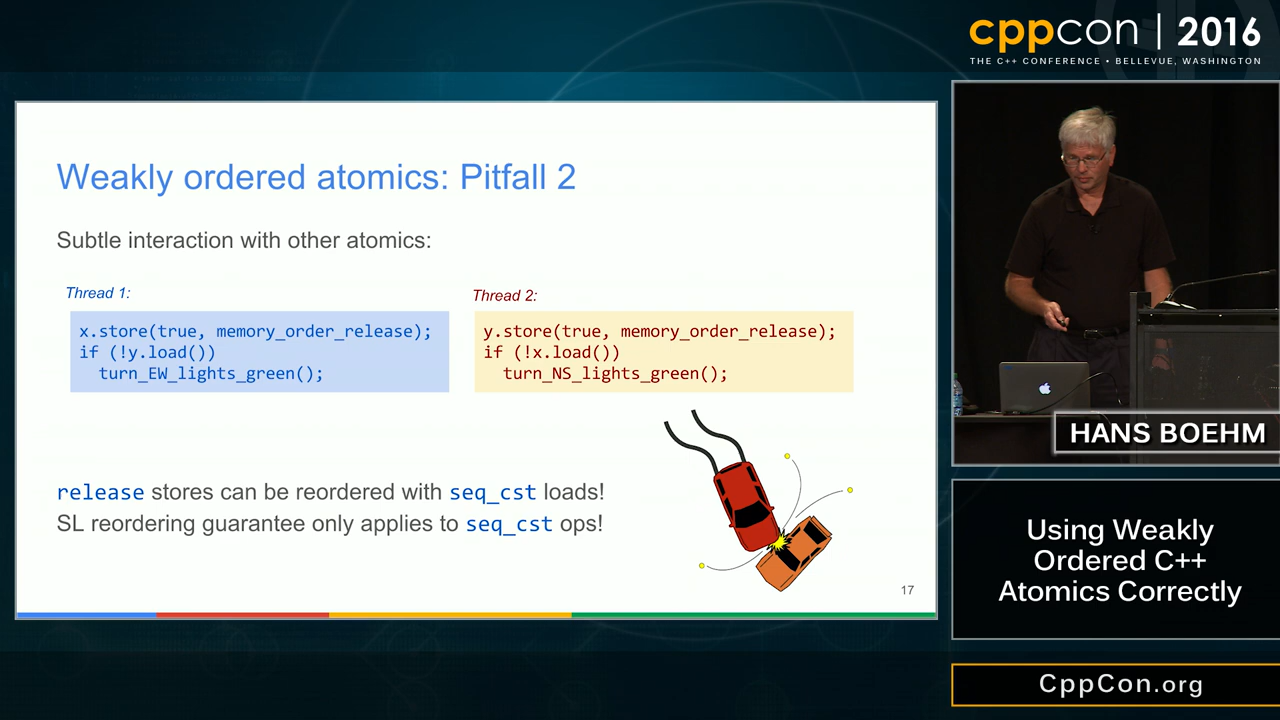 cppcon | 2016
THE C++ CONFERENCE • BELLEVUE, WASHINGTON
Weakly ordered atomics: Pitfall 2
Subtle interaction with other atomics:
Thread 1:
x.store(true, memory_order_release);
if (!y.load())
turn_EW_lights_green();
Thread 2:
y.store(true, memory_order_release);
if (!x.load())
turn_NS_lights_green();
release stores can be reordered with seq_cst loads!
SL reordering guarantee only applies to seq_cst ops!
17
HANS BOEHM
Using Weakly
Ordered C++
Atomics Correctly
CppCon.org